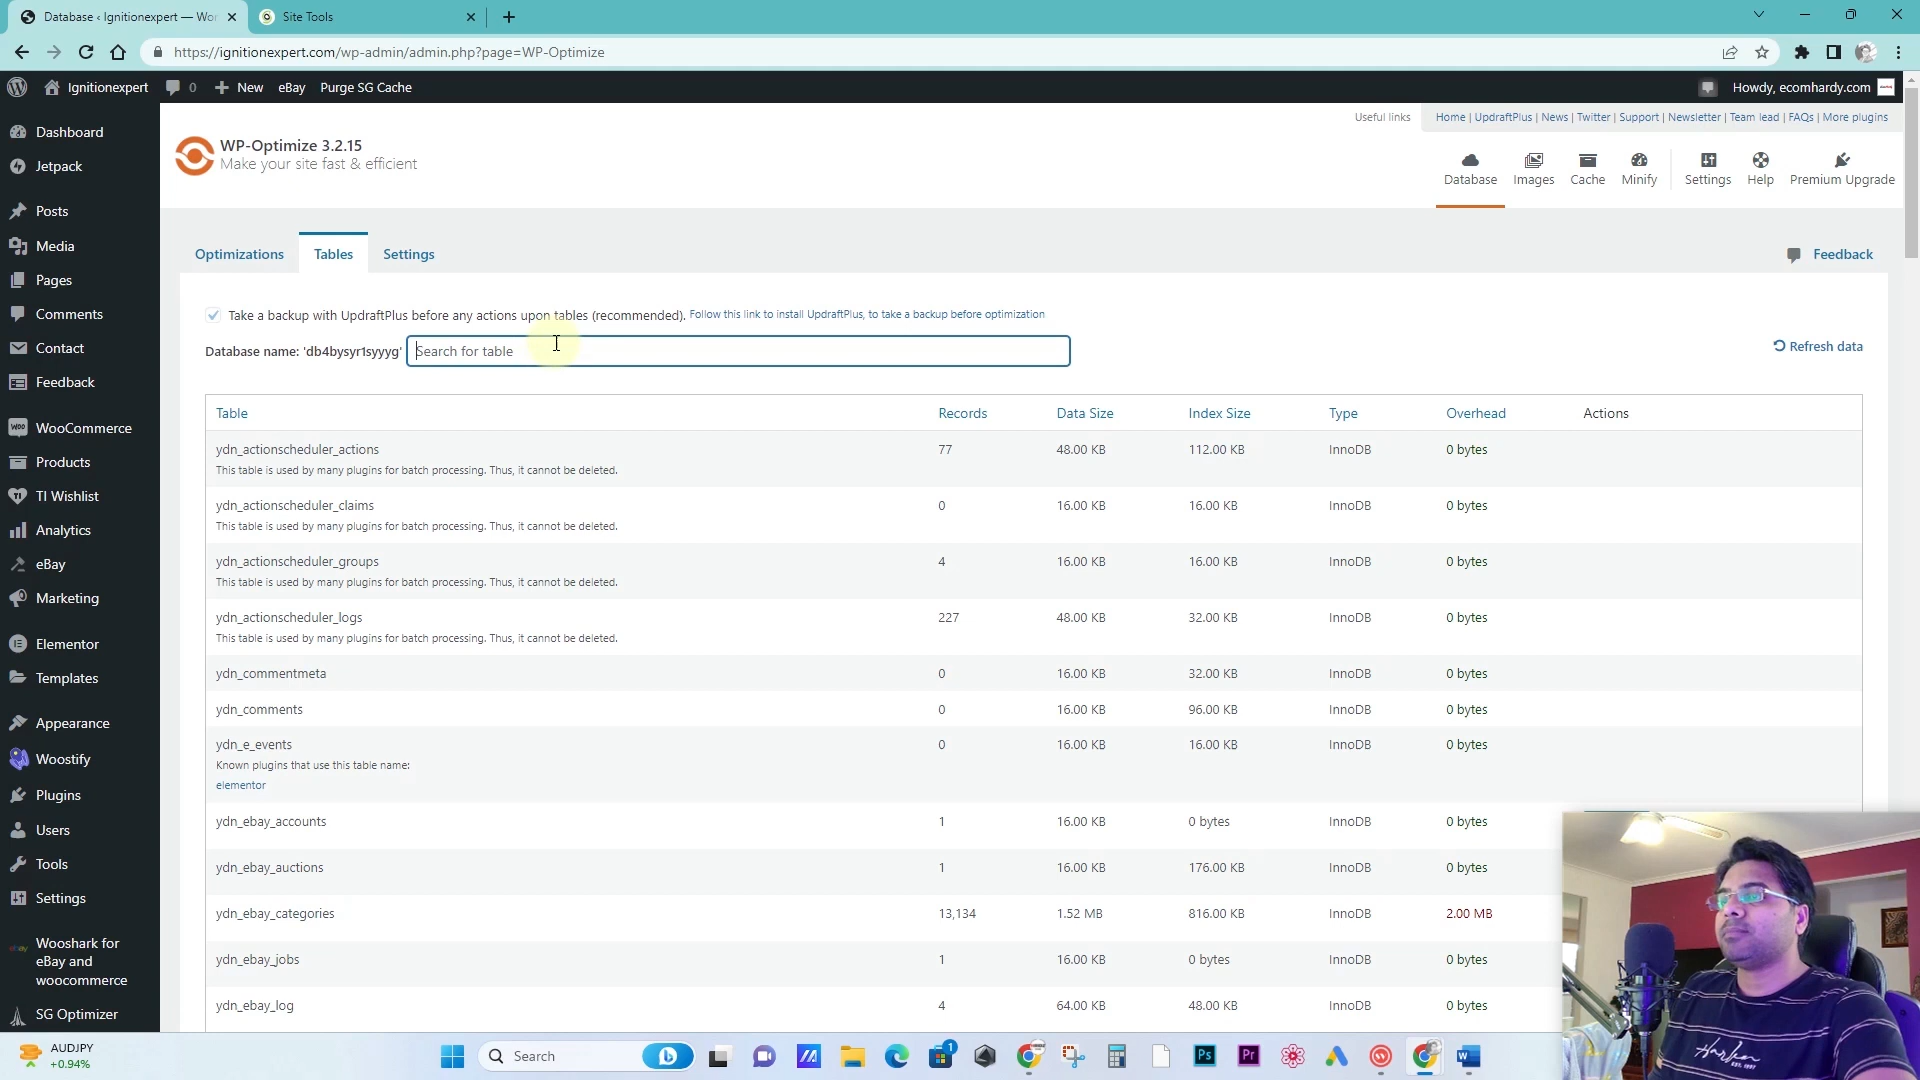 Database ‹ Ignitionexpert — Wor
Site Tools
https://ignitionexpert.com/wp-admin/admin.php?page=WP-Optimize
Ignitionexpert
0
New
eBay
Purge SG Cache
Howdy, ecomhardy.com
Dashboard
Jetpack
Posts
Media
Pages
Comments
Contact
Feedback
WooCommerce
Products
TI Wishlist
Analytics
eBay
Marketing
Elementor
Templates
Appearance
Woostify
Plugins
Users
Tools
Settings
Wooshark for
eBay and
woocommerce
SG Optimizer
Useful links
Home | UpdraftPlus | News | Twitter | Support | Newsletter | Team lead | FAQs | More plugins
WP-Optimize 3.2.15
Make your site fast & efficient
Database
Images
Cache
Minify
Settings
Help
Premium Upgrade
Optimizations
Tables
Settings
Feedback
Take a backup with UpdraftPlus before any actions upon tables (recommended). Follow this link to install UpdraftPlus, to take a backup before optimization
Database name: 'db4bysyr1syyyg'
Search for table
Refresh data
Table Records Data Size Index Size Type Overhead Actions
ydn_actionscheduler_actions 77 48.00 KB 112.00 KB InnoDB 0 bytes
This table is used by many plugins for batch processing. Thus, it cannot be deleted.
ydn_actionscheduler_claims 0 16.00 KB 16.00 KB InnoDB 0 bytes
This table is used by many plugins for batch processing. Thus, it cannot be deleted.
ydn_actionscheduler_groups 4 16.00 KB 16.00 KB InnoDB 0 bytes
This table is used by many plugins for batch processing. Thus, it cannot be deleted.
ydn_actionscheduler_logs 227 48.00 KB 32.00 KB InnoDB 0 bytes
This table is used by many plugins for batch processing. Thus, it cannot be deleted.
ydn_commentmeta 0 16.00 KB 32.00 KB InnoDB 0 bytes
ydn_comments 0 16.00 KB 96.00 KB InnoDB 0 bytes
ydn_e_events 0 16.00 KB 16.00 KB InnoDB 0 bytes
Known plugins that use this table name:
elementor
ydn_ebay_accounts 1 16.00 KB 0 bytes InnoDB 0 bytes
ydn_ebay_auctions 1 16.00 KB 176.00 KB InnoDB 0 bytes
ydn_ebay_categories 13,134 1.52 MB 816.00 KB InnoDB 2.00 MB
ydn_ebay_jobs 1 16.00 KB 0 bytes InnoDB 0 bytes
ydn_ebay_log 4 64.00 KB 48.00 KB InnoDB 0 bytes
AUDJPY
+0.94%
Search
1
Ps
Pr